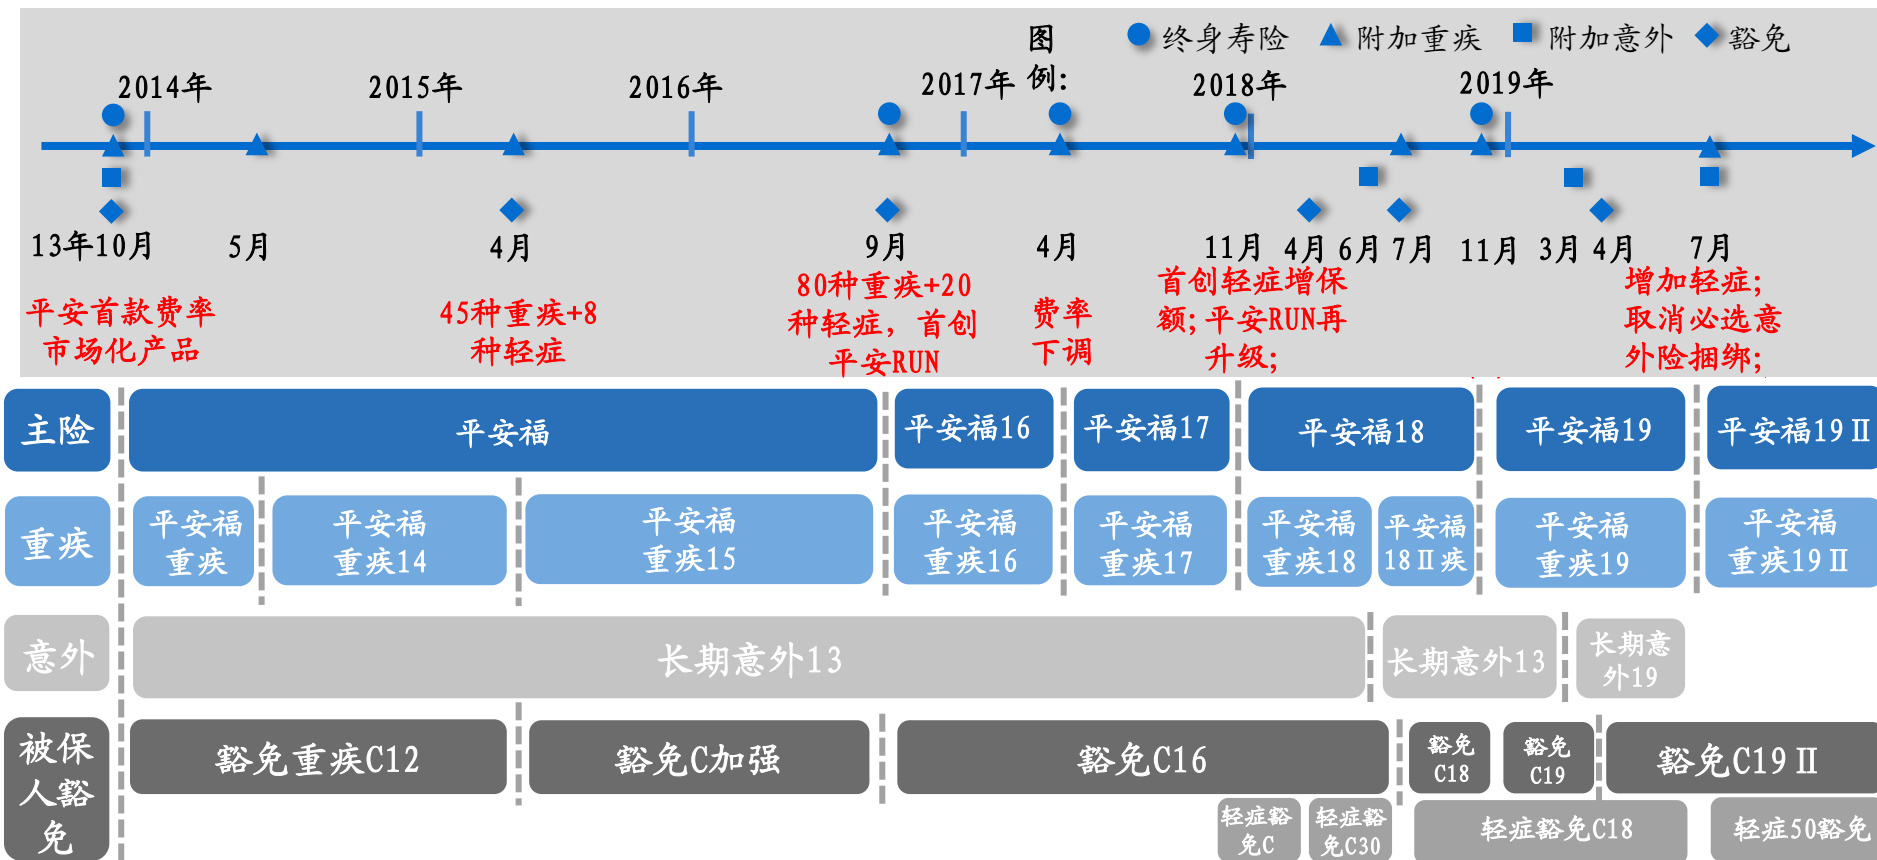 图例:
终身寿险
附加重疾
附加意外
豁免
2014年
2015年
2016年
2017年
2018年
2019年
13年10月
5月
4月
9月
4月
11月
4月
6月
7月
11月
3月
4月
7月
平安首款费率
市场化产品
45种重疾+8
种轻症
80种重疾+20
种轻症，首创
平安RUN
费率
下调
首创轻症增保
额；平安RUN再
升级；
增加轻症；
取消必选意
外险捆绑；
主险
平安福
平安福16
平安福17
平安福18
平安福19
平安福19Ⅱ
重疾
平安福
重疾
平安福
重疾14
平安福
重疾15
平安福
重疾16
平安福
重疾17
平安福
重疾18
平安福
18Ⅱ疾
平安福
重疾19
平安福
重疾19Ⅱ
意外
长期意外13
长期意外13
长期意
外19
被保
人豁
免
豁免重疾C12
豁免C加强
豁免C16
豁免
C18
豁免
C19
豁免C19Ⅱ
轻症豁
免C
轻症豁
免C30
轻症豁免C18
轻症50豁免